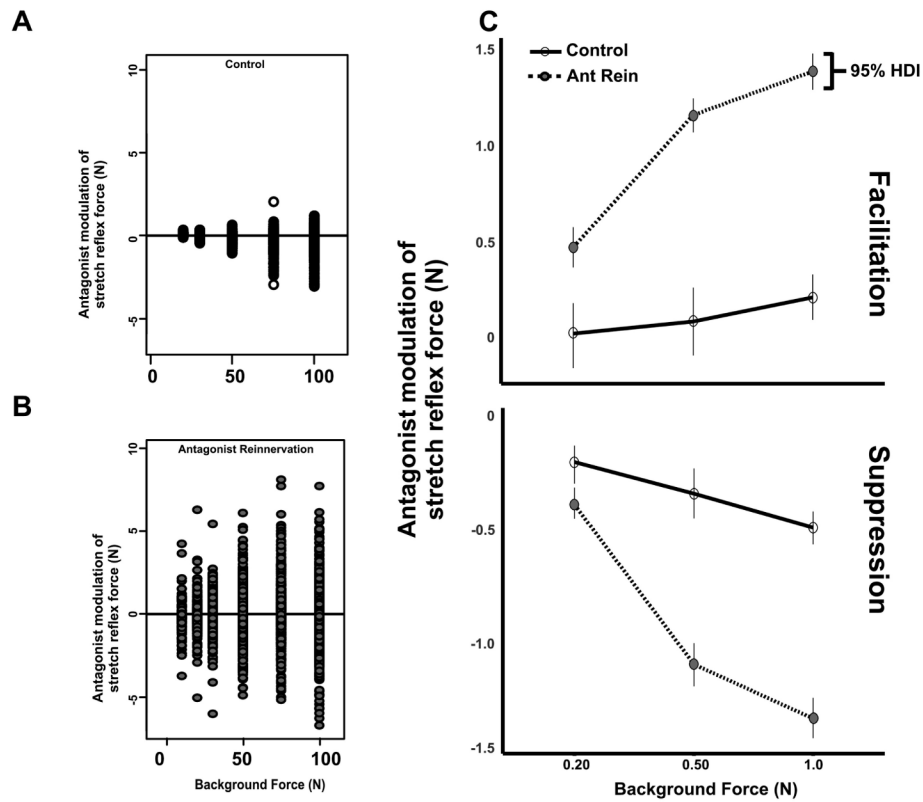 A
Control
10
5
0
-5
Antagonist modulation of
stretch reflex force (N)
0
50
100
B
Antagonist Reinnervation
10
5
0
-5
Antagonist modulation of
stretch reflex force (N)
0
50
100
Background Force (N)
C
Control
Ant Rein
95% HDI
1.5
1.0
0.5
0
Facilitation
Antagonist modulation of
stretch reflex force (N)
0
-0.5
-1.0
-1.5
Suppression
0.20
0.50
1.0
Background Force (N)